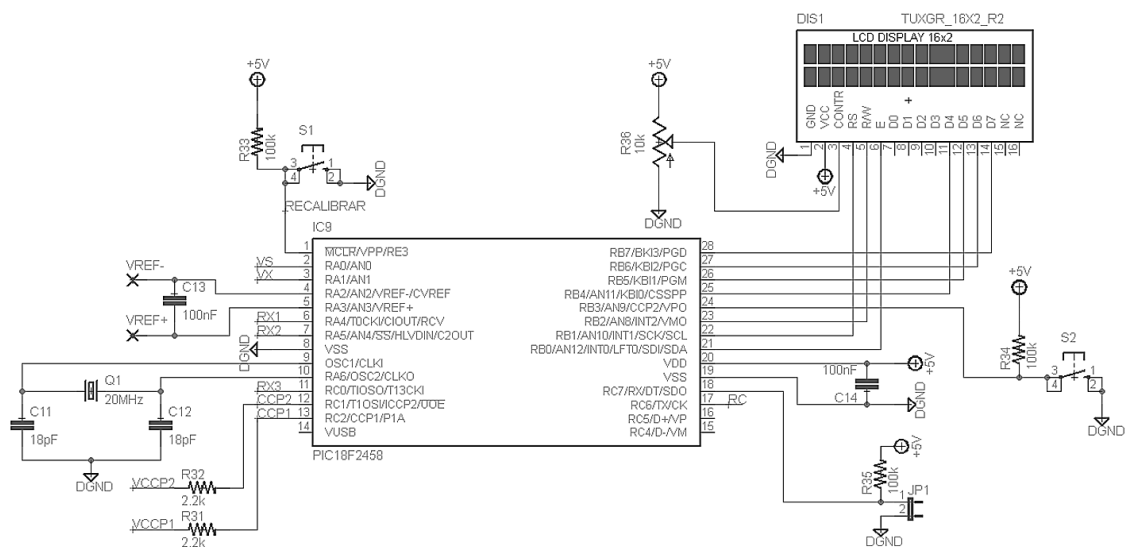 DIS1 TUXGR_16X2_R2
LCD DISPLAY 16x2
GND VCC CONTR RS R/W E D0 D1 D2 D3 D4 D5 D6 D7 NC NC
+
1 2 3 4 5 6 7 8 9 10 11 12 13 14 15 16
DGND
+5V
+5V
R33 100k
S1
3 1
4 2
DGND
RECALIBRAR
+5V
R36 10k
DGND
IC9
1 MCLR/VPP/RE3
VS 2 RA0/AN0
VX 3 RA1/AN1
4 RA2/AN2/VREF-/CVREF
5 RA3/AN3/VREF+
RX1 6 RA4/T0CKI/CIOUT/RCV
RX2 7 RA5/AN4/SS/HLVDIN/C2OUT
DGND 8 VSS
9 OSC1/CLKI
10 RA6/OSC2/CLKO
RX3 11 RC0/TIOSO/T13CKI
CCP2 12 RC1/T1OSI/ICCP2/UOE
CCP1 13 RC2/CCP1/P1A
14 VUSB
PIC18F2458
RB7/BKI3/PGD 28
RB6/KBI2/PGC 27
RB5/KBI1/PGM 26
RB4/AN11/KBI0/CSSPP 25
RB3/AN9/CCP2/VPO 24
RB2/AN8/INT2/VMO 23
RB1/AN10/INT1/SCK/SCL 22
RB0/AN12/INT0/LFT0/SDI/SDA 21
VDD 20
VSS 19
RC7/RX/DT/SDO 18
RC6/TX/CK 17 RC
RC5/D+/VP 16
RC4/D-/VM 15
VREF-
C13
100nF
VREF+
Q1
20MHz
C11
18pF
C12
18pF
DGND
VCCP2 R32
2.2k
VCCP1 R31
2.2k
100nF
C14
+5V
DGND
+5V
R34 100k
S2
3 1
4 2
DGND
+5V
R35 100k
JP1
1
2
DGND